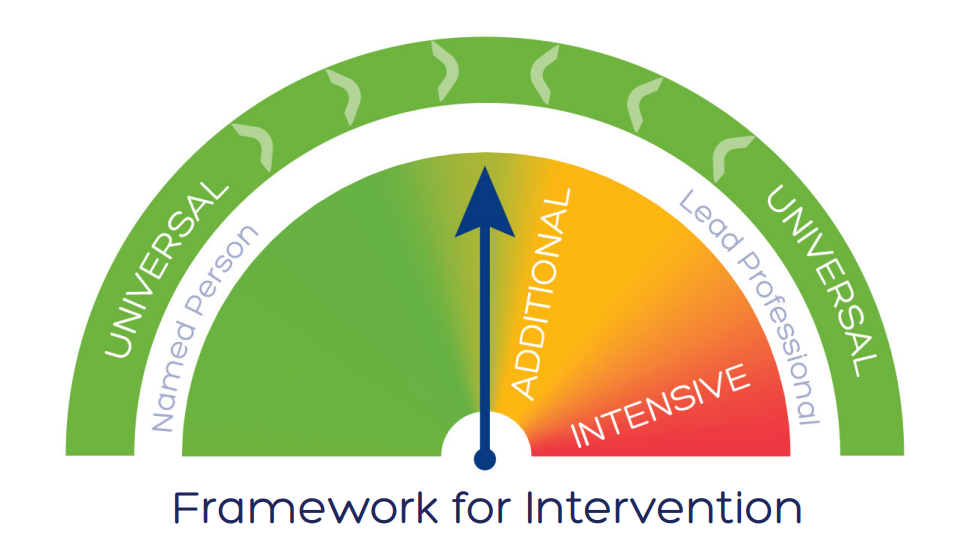 UNIVERSAL
Named Person
ADDITIONAL
INTENSIVE
Lead Professional
UNIVERSAL
Framework for Intervention